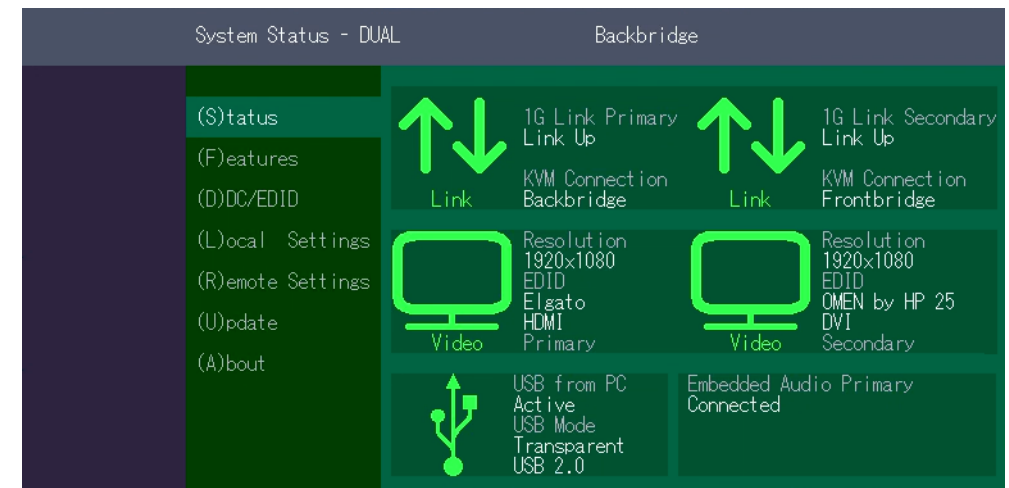 System Status - DUAL
Backbridge
(S)tatus
(F)eatures
(D)DC/EDID
(L)ocal Settings
(R)emote Settings
(U)pdate
(A)bout
Link
1G Link Primary
Link Up
KVM Connection
Backbridge
Link
1G Link Secondary
Link Up
KVM Connection
Frontbridge
Video
Resolution
1920x1080
EDID
Elgato
HDMI
Primary
Video
Resolution
1920x1080
EDID
OMEN by HP 25
DVI
Secondary
USB from PC
Active
USB Mode
Transparent
USB 2.0
Embedded Audio Primary
Connected